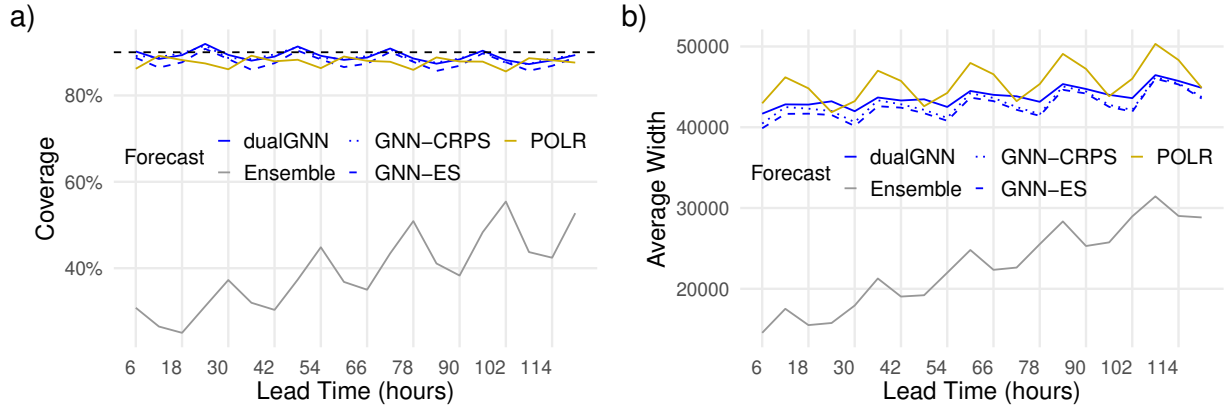 a)
Coverage
80%
60%
40%
Forecast
dualGNN
GNN−CRPS
POLR
Ensemble
GNN−ES
6 18 30 42 54 66 78 90 102 114
Lead Time (hours)
b)
Average Width
50000
40000
30000
20000
Forecast
dualGNN
GNN−CRPS
POLR
Ensemble
GNN−ES
6 18 30 42 54 66 78 90 102 114
Lead Time (hours)